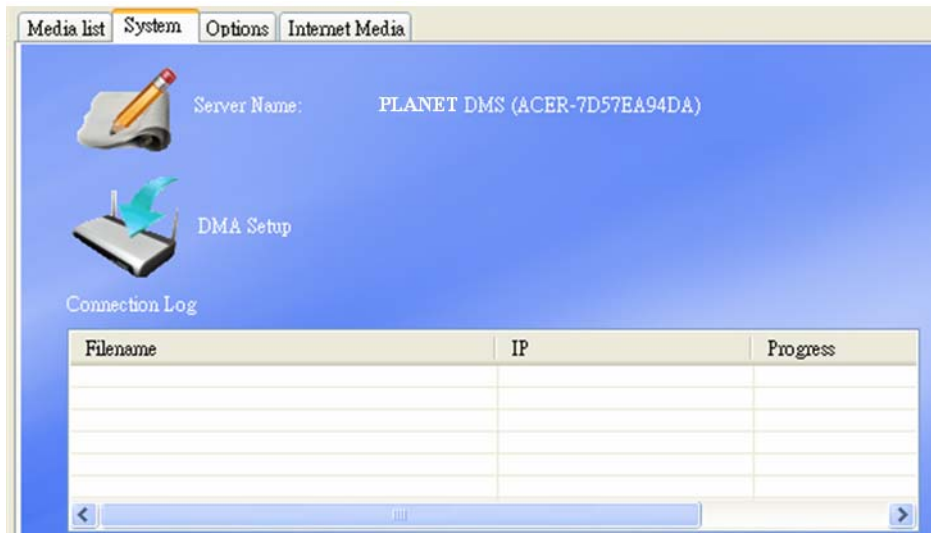 Media list System Options Internet Media
Server Name: PLANET DMS (ACER-7D57EA94DA)
DMA Setup
Connection Log
Filename IP Progress